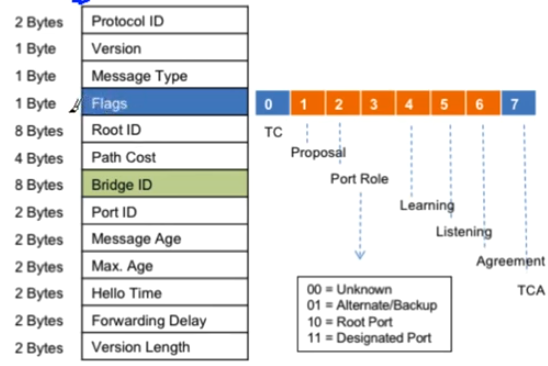 2 Bytes Protocol ID
1 Byte Version
1 Byte Message Type
1 Byte Flags
8 Bytes Root ID
4 Bytes Path Cost
8 Bytes Bridge ID
2 Bytes Port ID
2 Bytes Message Age
2 Bytes Max. Age
2 Bytes Hello Time
2 Bytes Forwarding Delay
2 Bytes Version Length
0 1 2 3 4 5 6 7
TC
Proposal
Port Role
Learning
Listening
Agreement
TCA
00 = Unknown
01 = Alternate/Backup
10 = Root Port
11 = Designated Port